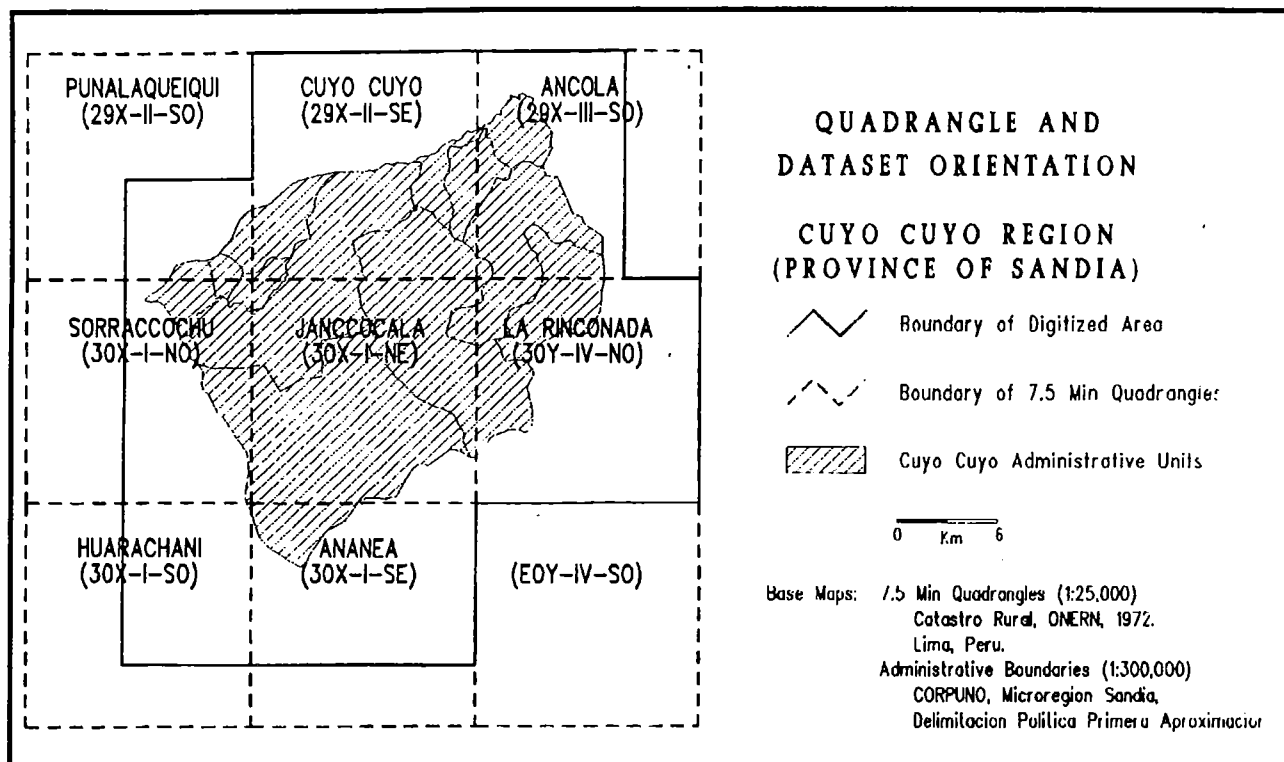 PUNALAQUEIQUI
(29X-II-SO)
CUYO CUYO
(29X-II-SE)
ANCOLA
(29X-III-SO)
SORRACCOCHU
(30X-I-NO)
JANCCOCALA
(30X-I-NE)
LA RINCONADA
(30Y-IV-NO)
HUARACHANI
(30X-I-SO)
ANANEA
(30X-I-SE)
(E0Y-IV-SO)
QUADRANGLE AND
DATASET ORIENTATION
CUYO CUYO REGION
(PROVINCE OF SANDIA)
Boundary of Digitized Area
Boundary of 7.5 Min Quadrangles
Cuyo Cuyo Administrative Units
0 Km 6
Base Maps: 7.5 Min Quadrangles (1:25,000)
Catastro Rural, ONERN, 1972.
Lima, Peru.
Administrative Boundaries (1:300,000)
CORPUNO, Microregion Sandia,
Delimitacion Politica Primera Aproximacion